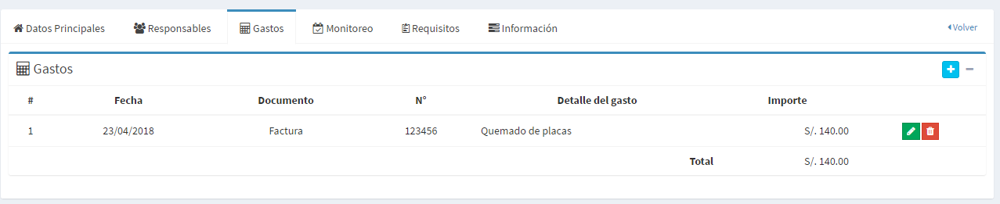 Datos Principales Responsables Gastos Monitoreo Requisitos Información Volver
Gastos
# Fecha Documento N° Detalle del gasto Importe
1 23/04/2018 Factura 123456 Quemado de placas S/. 140.00
Total S/. 140.00